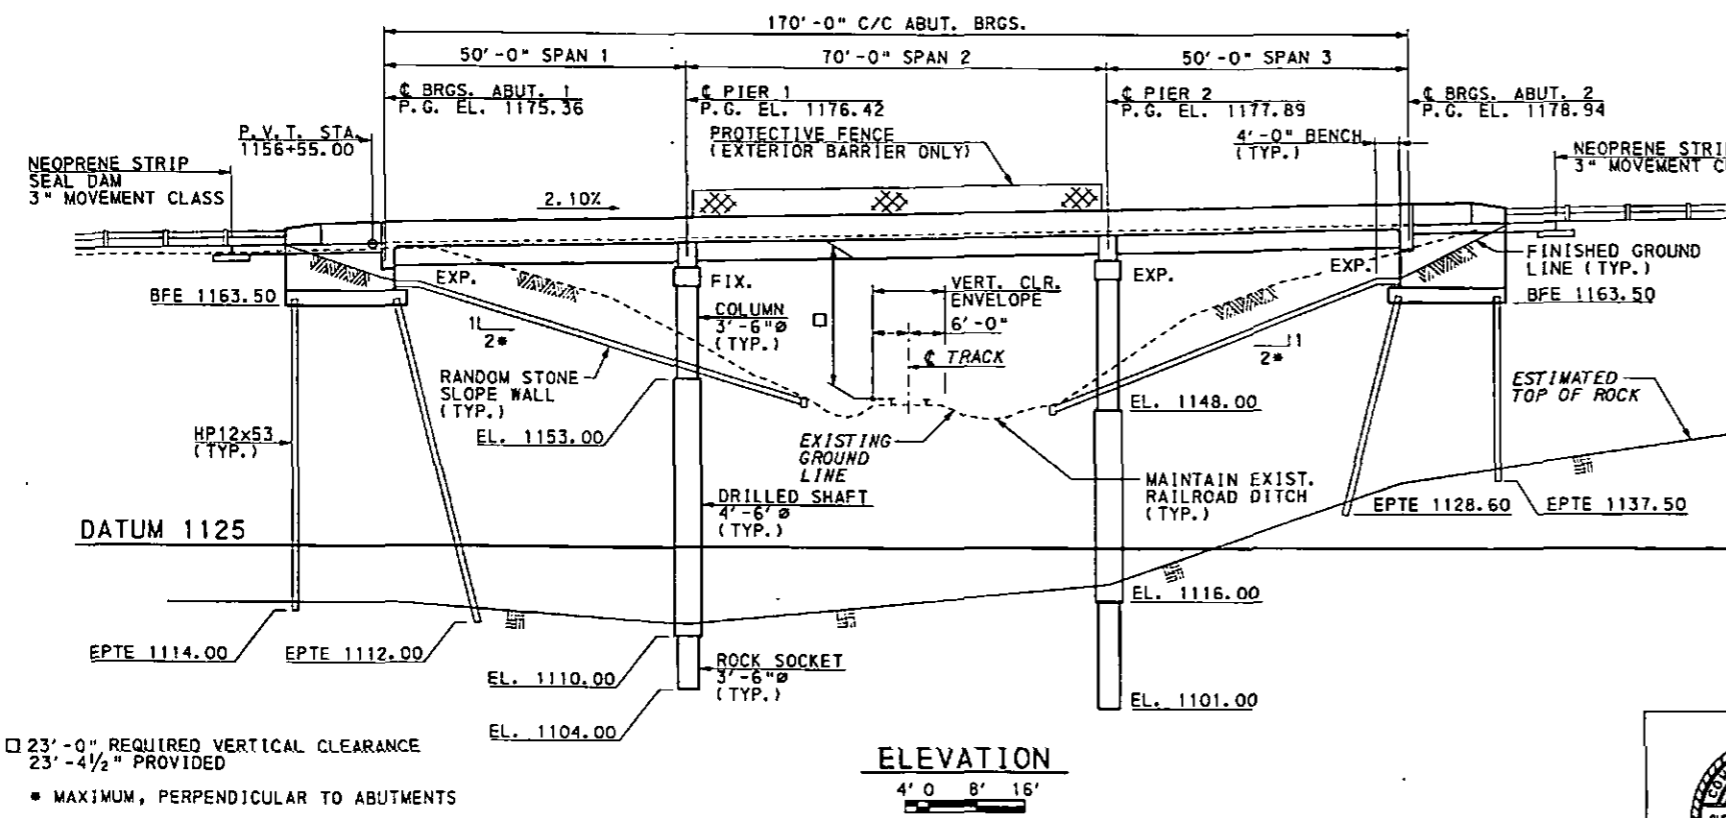 170'-0" C/C ABUT. BRGS.
50'-0" SPAN 1
70'-0" SPAN 2
50'-0" SPAN 3
℄ BRGS. ABUT. 1
P.G. EL. 1175.36
℄ PIER 1
P.G. EL. 1176.42
℄ PIER 2
P.G. EL. 1177.89
℄ BRGS. ABUT. 2
P.G. EL. 1178.94
P.V.T. STA.
1156+55.00
PROTECTIVE FENCE
(EXTERIOR BARRIER ONLY)
4'-0" BENCH
(TYP.)
NEOPRENE STRIP
SEAL DAM
3" MOVEMENT CLASS
NEOPRENE STRI
3" MOVEMENT C
2.10%
EXP.
FIX.
EXP.
EXP.
FINISHED GROUND
LINE (TYP.)
BFE 1163.50
BFE 1163.50
COLUMN
3'-6"ø
(TYP.)
□
VERT. CLR.
ENVELOPE
6'-0"
℄ TRACK
1
2*
1
2*
RANDOM STONE
SLOPE WALL
(TYP.)
ESTIMATED
TOP OF ROCK
EL. 1153.00
EL. 1148.00
HP12x53
(TYP.)
EXISTING
GROUND
LINE
MAINTAIN EXIST.
RAILROAD DITCH
(TYP.)
DRILLED SHAFT
4'-6'ø
(TYP.)
EPTE 1128.60
EPTE 1137.50
DATUM 1125
EL. 1116.00
EPTE 1114.00
EPTE 1112.00
ROCK SOCKET
3'-6"ø
(TYP.)
EL. 1110.00
EL. 1101.00
EL. 1104.00
□ 23'-0" REQUIRED VERTICAL CLEARANCE
23'-4½" PROVIDED
* MAXIMUM, PERPENDICULAR TO ABUTMENTS
ELEVATION
4' 0 8' 16'